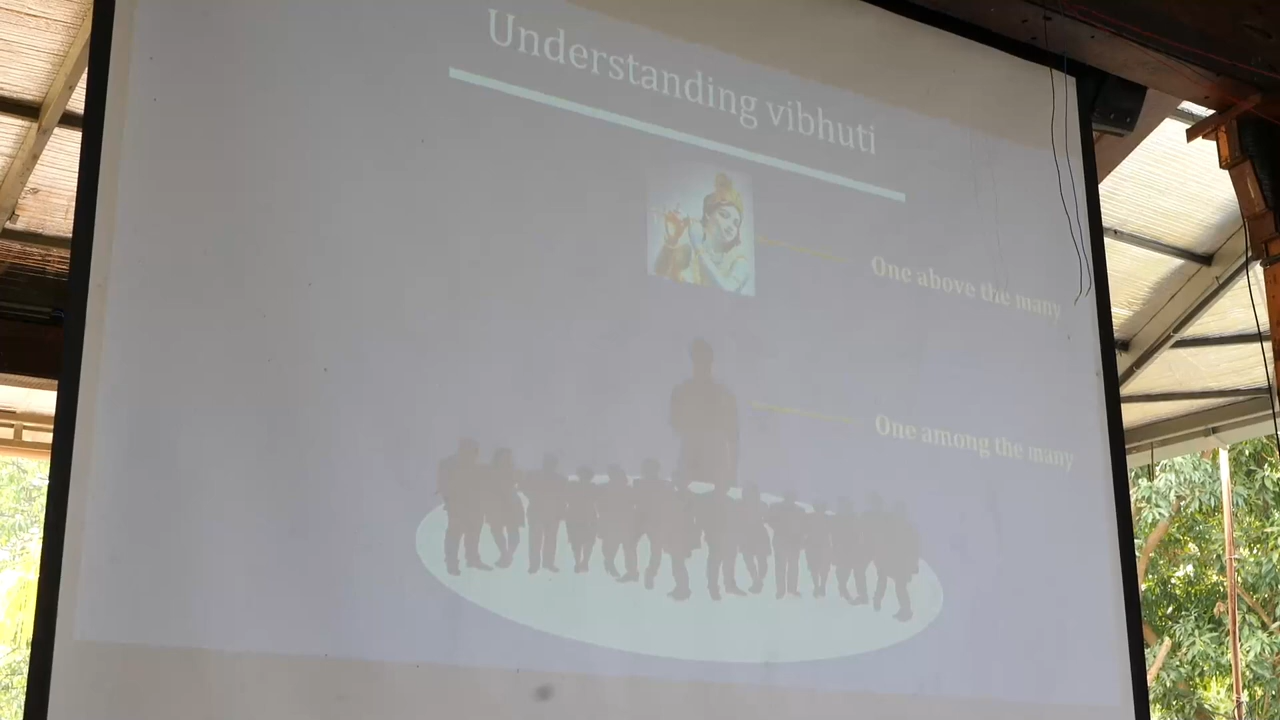 Understanding vibhuti
One above the many
One among the many